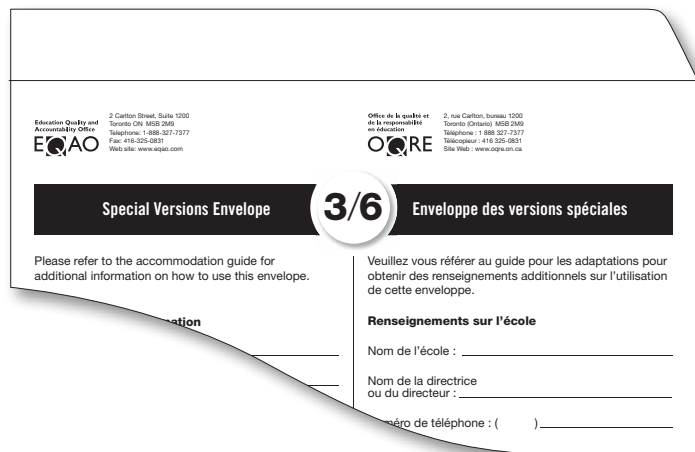 Education Quality and
Accountability Office
EQAO
2 Carlton Street, Suite 1200
Toronto ON M5B 2M9
Telephone: 1-888-327-7377
Fax: 416-325-0831
Web site: www.eqao.com
Office de la qualité et
de la responsabilité
en éducation
OQRE
2, rue Carlton, bureau 1200
Toronto (Ontario) M5B 2M9
Téléphone : 1 888 327-7377
Télécopieur : 416 325-0831
Site Web : www.oqre.on.ca
Special Versions Envelope
3/6
Enveloppe des versions spéciales
Please refer to the accommodation guide for
additional information on how to use this envelope.
Veuillez vous référer au guide pour les adaptations pour
obtenir des renseignements additionnels sur l'utilisation
de cette enveloppe.
Renseignements sur l'école
Nom de l'école :
Nom de la directrice
ou du directeur :
de téléphone : ( )